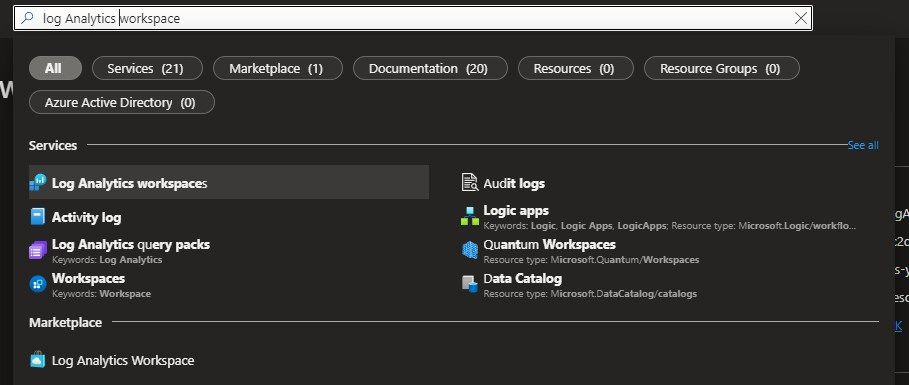 log Analytics workspace
All
Services (21)
Marketplace (1)
Documentation (20)
Resources (0)
Resource Groups (0)
Azure Active Directory (0)
Services
See all
Log Analytics workspaces
Audit logs
Activity log
Logic apps
Keywords: Logic, Logic Apps, LogicApps; Resource type: Microsoft.Logic/workflo...
Log Analytics query packs
Keywords: Log Analytics
Quantum Workspaces
Resource type: Microsoft.Quantum/Workspaces
Workspaces
Keywords: Workspace
Data Catalog
Resource type: Microsoft.DataCatalog/catalogs
Marketplace
Log Analytics Workspace